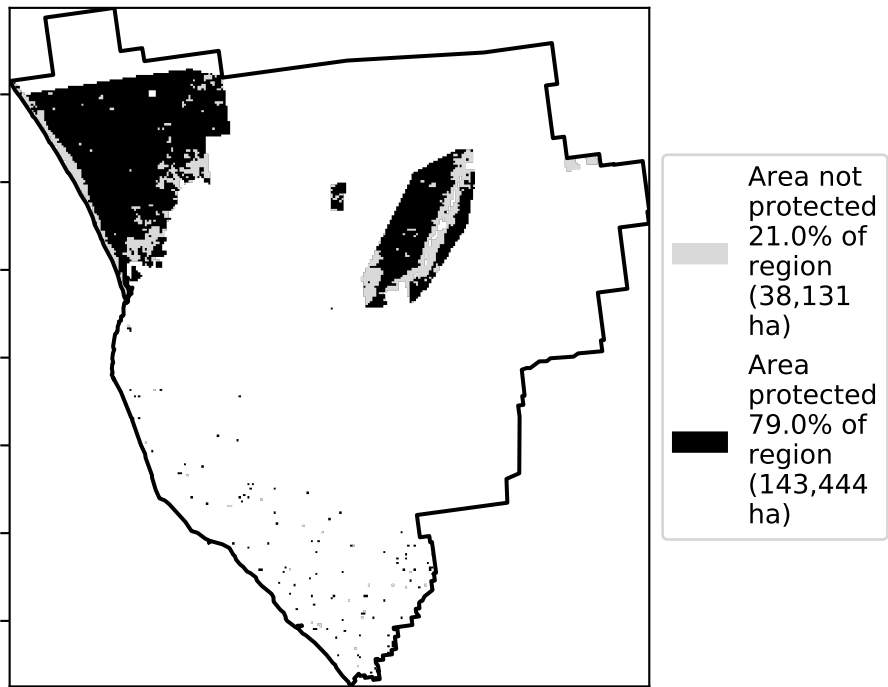 Area not
protected
21.0% of
region
(38,131
ha)
Area
protected
79.0% of
region
(143,444
ha)